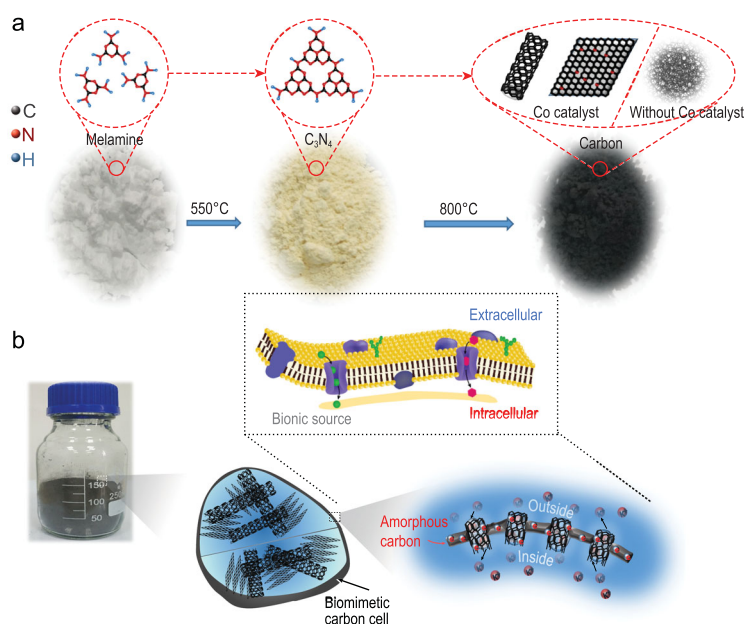 a
C
N
H
Melamine
C₃N₄
Co catalyst
Without Co catalyst
Carbon
550°C
800°C
b
Extracellular
Bionic source
Intracellular
150
100
50
Outside
Amorphous
carbon
Inside
Biomimetic
carbon cell